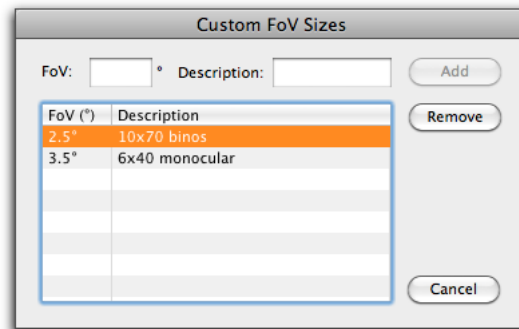 Custom FoV Sizes
FoV: ° Description: Add
FoV (°) Description
Remove
2.5° 10x70 binos
3.5° 6x40 monocular
Cancel